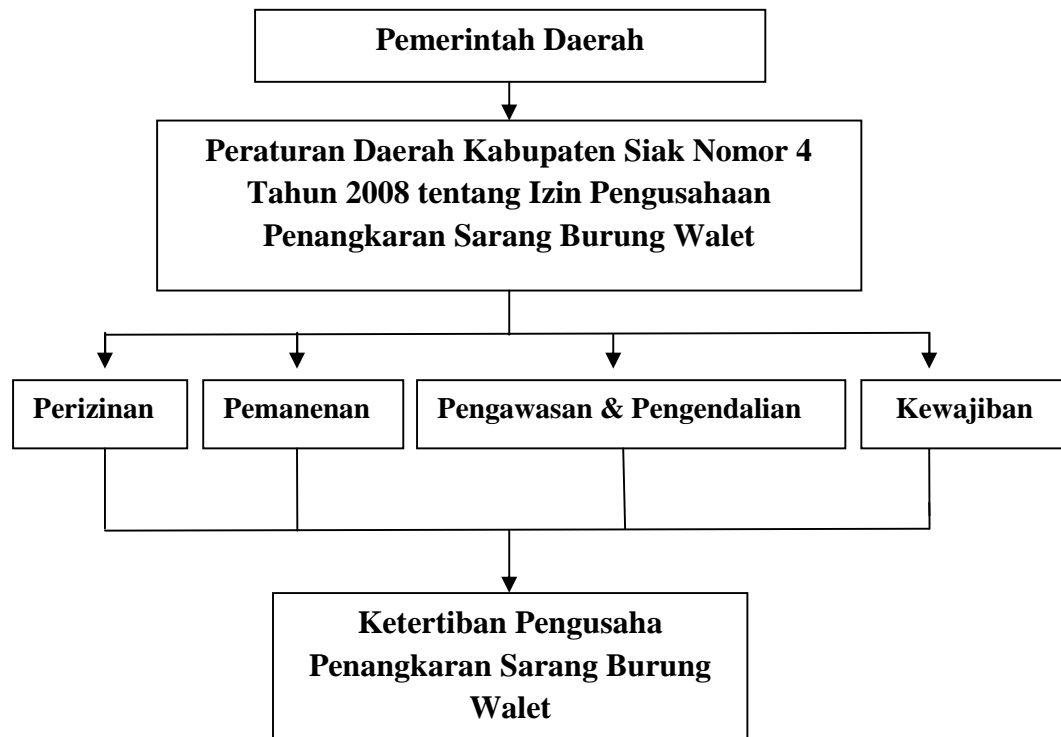 Pemerintah Daerah
Peraturan Daerah Kabupaten Siak Nomor 4
Tahun 2008 tentang Izin Pengusahaan
Penangkaran Sarang Burung Walet
Perizinan
Pemanenan
Pengawasan & Pengendalian
Kewajiban
Ketertiban Pengusaha
Penangkaran Sarang Burung
Walet